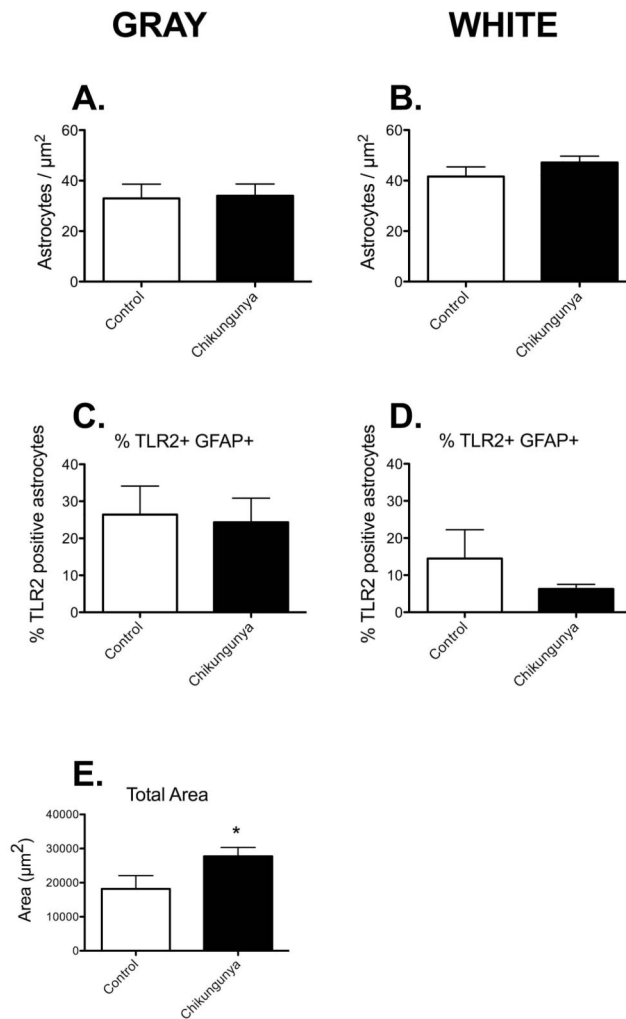 GRAY
WHITE
A.
Astrocytes / µm²
60
40
20
0
Control
Chikungunya
B.
Astrocytes / µm²
60
40
20
0
Control
Chikungunya
C.
% TLR2+ GFAP+
% TLR2 positive astrocytes
40
30
20
10
0
Control
Chikungunya
D.
% TLR2+ GFAP+
% TLR2 positive astrocytes
40
30
20
10
0
Control
Chikungunya
E.
Total Area
Area (µm²)
40000
30000
20000
10000
0
*
Control
Chikungunya